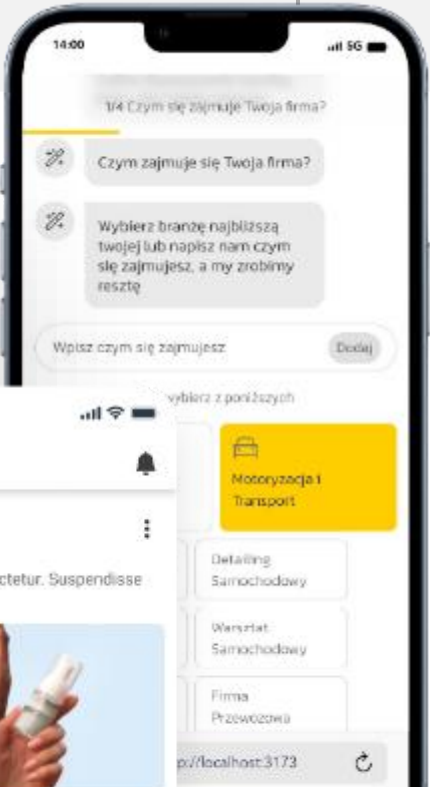 14:00
5G
1/4 Czym się zajmuje Twoja firma?
Czym zajmuje się Twoja firma?
Wybierz branżę najbliższą
twojej lub napisz nam czym
się zajmujesz, a my zrobimy
resztę
Wpisz czym się zajmujesz
Dodaj
wybierz z poniższych
Motoryzacja i
Transport
ctetur. Suspendisse
Detailing
Samochodowy
Warsztat
Samochodowy
Firma
Przewozowa
p://localhost:3173